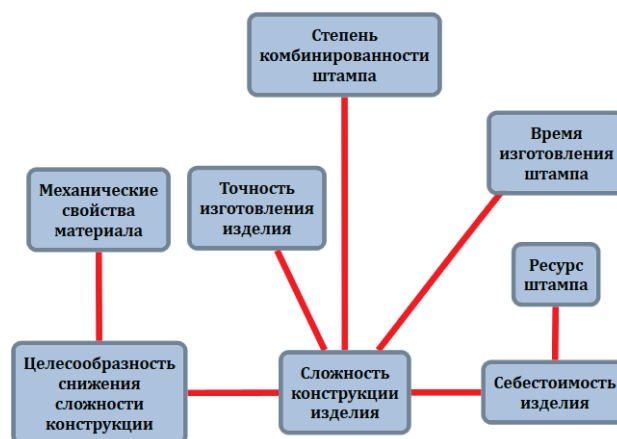 Степень
комбинированности
штампа
Время
изготовления
штампа
Механические
свойства
материала
Точность
изготовления
изделия
Ресурс
штампа
Целесообразность
снижения
сложности
конструкции
Сложность
конструкции
изделия
Себестоимость
изделия